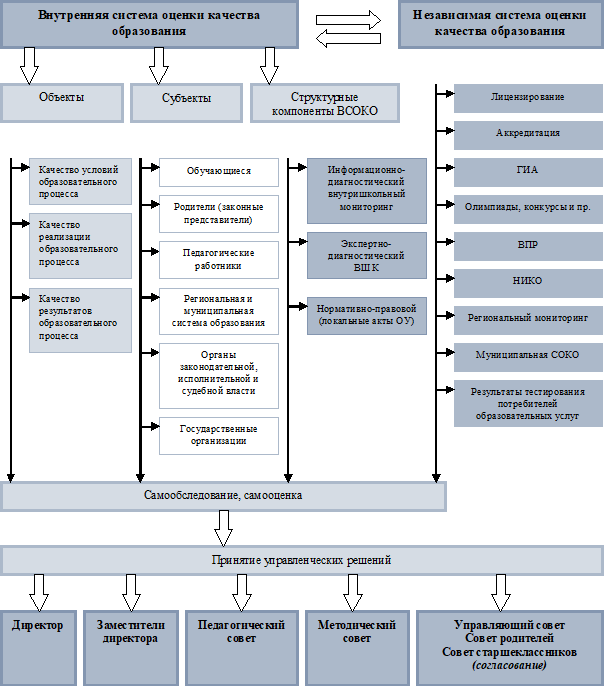 Внутренняя система оценки качества
образования
Независимая система оценки
качества образования
Объекты
Субъекты
Структурные
компоненты ВСОКО
Качество условий
образовательного
процесса
Качество
реализации
образовательного
процесса
Качество
результатов
образовательного
процесса
Обучающиеся
Родители (законные
представители)
Педагогические
работники
Региональная и
муниципальная
система образования
Органы
законодательной,
исполнительной и
судебной власти
Государственные
организации
Информационно-
диагностический
внутришкольный
мониторинг
Экспертно-
диагностический
ВШК
Нормативно-правовой
(локальные акты ОУ)
Лицензирование
Аккредитация
ГИА
Олимпиады, конкурсы и пр.
ВПР
НИКО
Региональный мониторинг
Муниципальная СОКО
Результаты тестирования
потребителей
образовательных услуг
Самообследование, самооценка
Принятие управленческих решений
Директор
Заместители
директора
Педагогический
совет
Методический
совет
Управляющий совет
Совет родителей
Совет старшеклассников
(согласование)